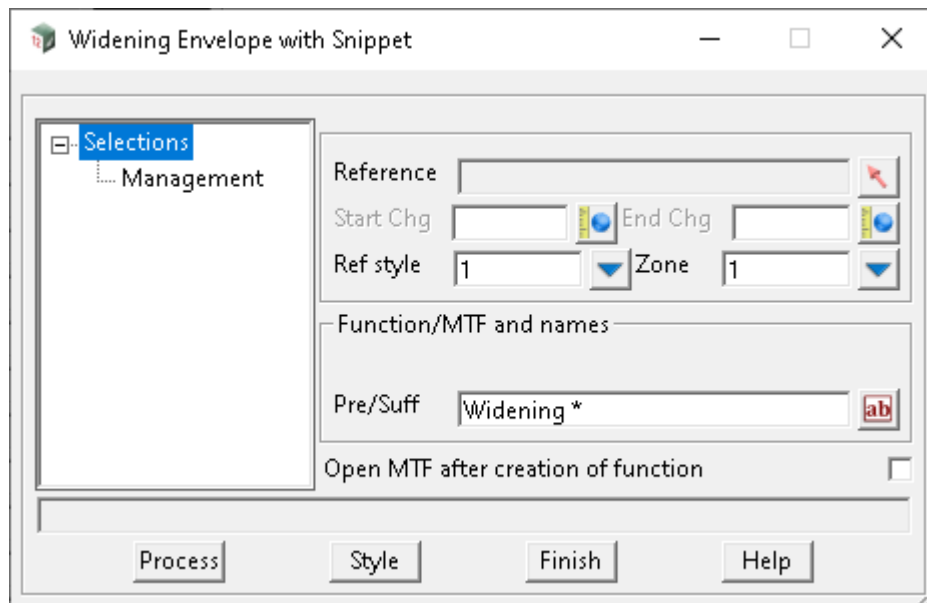 Widening Envelope with Snippet
Selections
Management
Reference
Start Chg End Chg
Ref style 1 Zone 1
Function/MTF and names
Pre/Suff Widening * ab
Open MTF after creation of function
Process Style Finish Help